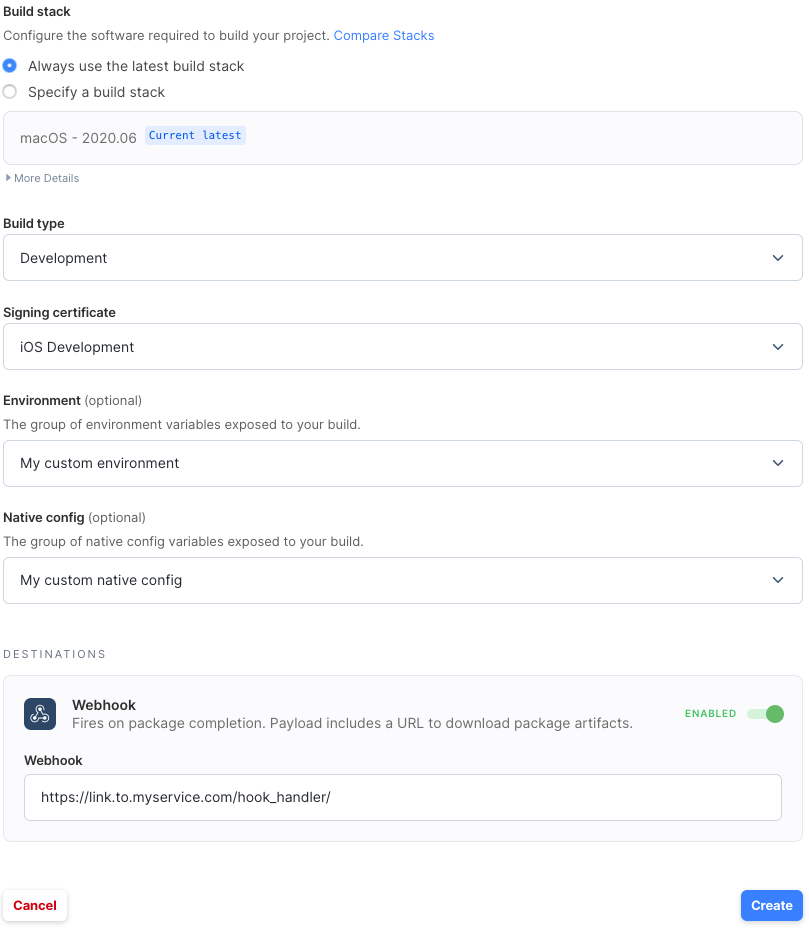 Build stack
Configure the software required to build your project. Compare Stacks
Always use the latest build stack
Specify a build stack
macOS - 2020.06 Current latest
More Details
Build type
Development
Signing certificate
iOS Development
Environment (optional)
The group of environment variables exposed to your build.
My custom environment
Native config (optional)
The group of native config variables exposed to your build.
My custom native config
DESTINATIONS
Webhook
Fires on package completion. Payload includes a URL to download package artifacts.
ENABLED
Webhook
https://link.to.myservice.com/hook_handler/
Cancel
Create